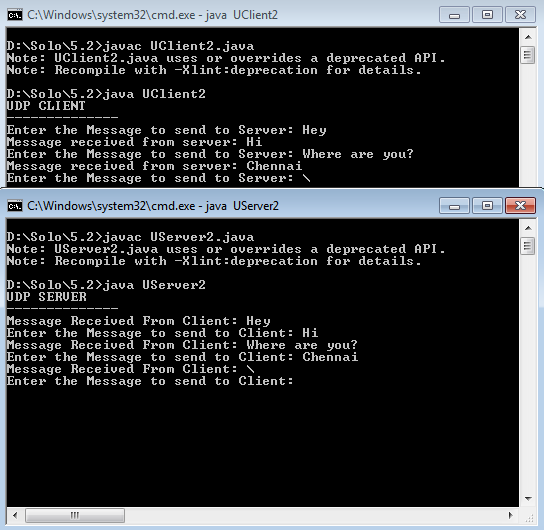 C:\Windows\system32\cmd.exe - java  UClient2
D:\Solo\5.2>javac UClient2.java
Note: UClient2.java uses or overrides a deprecated API.
Note: Recompile with -Xlint:deprecation for details.
D:\Solo\5.2>java UClient2
UDP CLIENT
--------------
Enter the Message to send to Server: Hey
Message received from server: Hi
Enter the Message to send to Server: Where are you?
Message received from server: Chennai
Enter the Message to send to Server: \
C:\Windows\system32\cmd.exe - java  UServer2
D:\Solo\5.2>javac UServer2.java
Note: UServer2.java uses or overrides a deprecated API.
Note: Recompile with -Xlint:deprecation for details.
D:\Solo\5.2>java UServer2
UDP SERVER
--------------
Message Received From Client: Hey
Enter the Message to send to Client: Hi
Message Received From Client: Where are you?
Enter the Message to send to Client: Chennai
Message Received From Client: \
Enter the Message to send to Client: